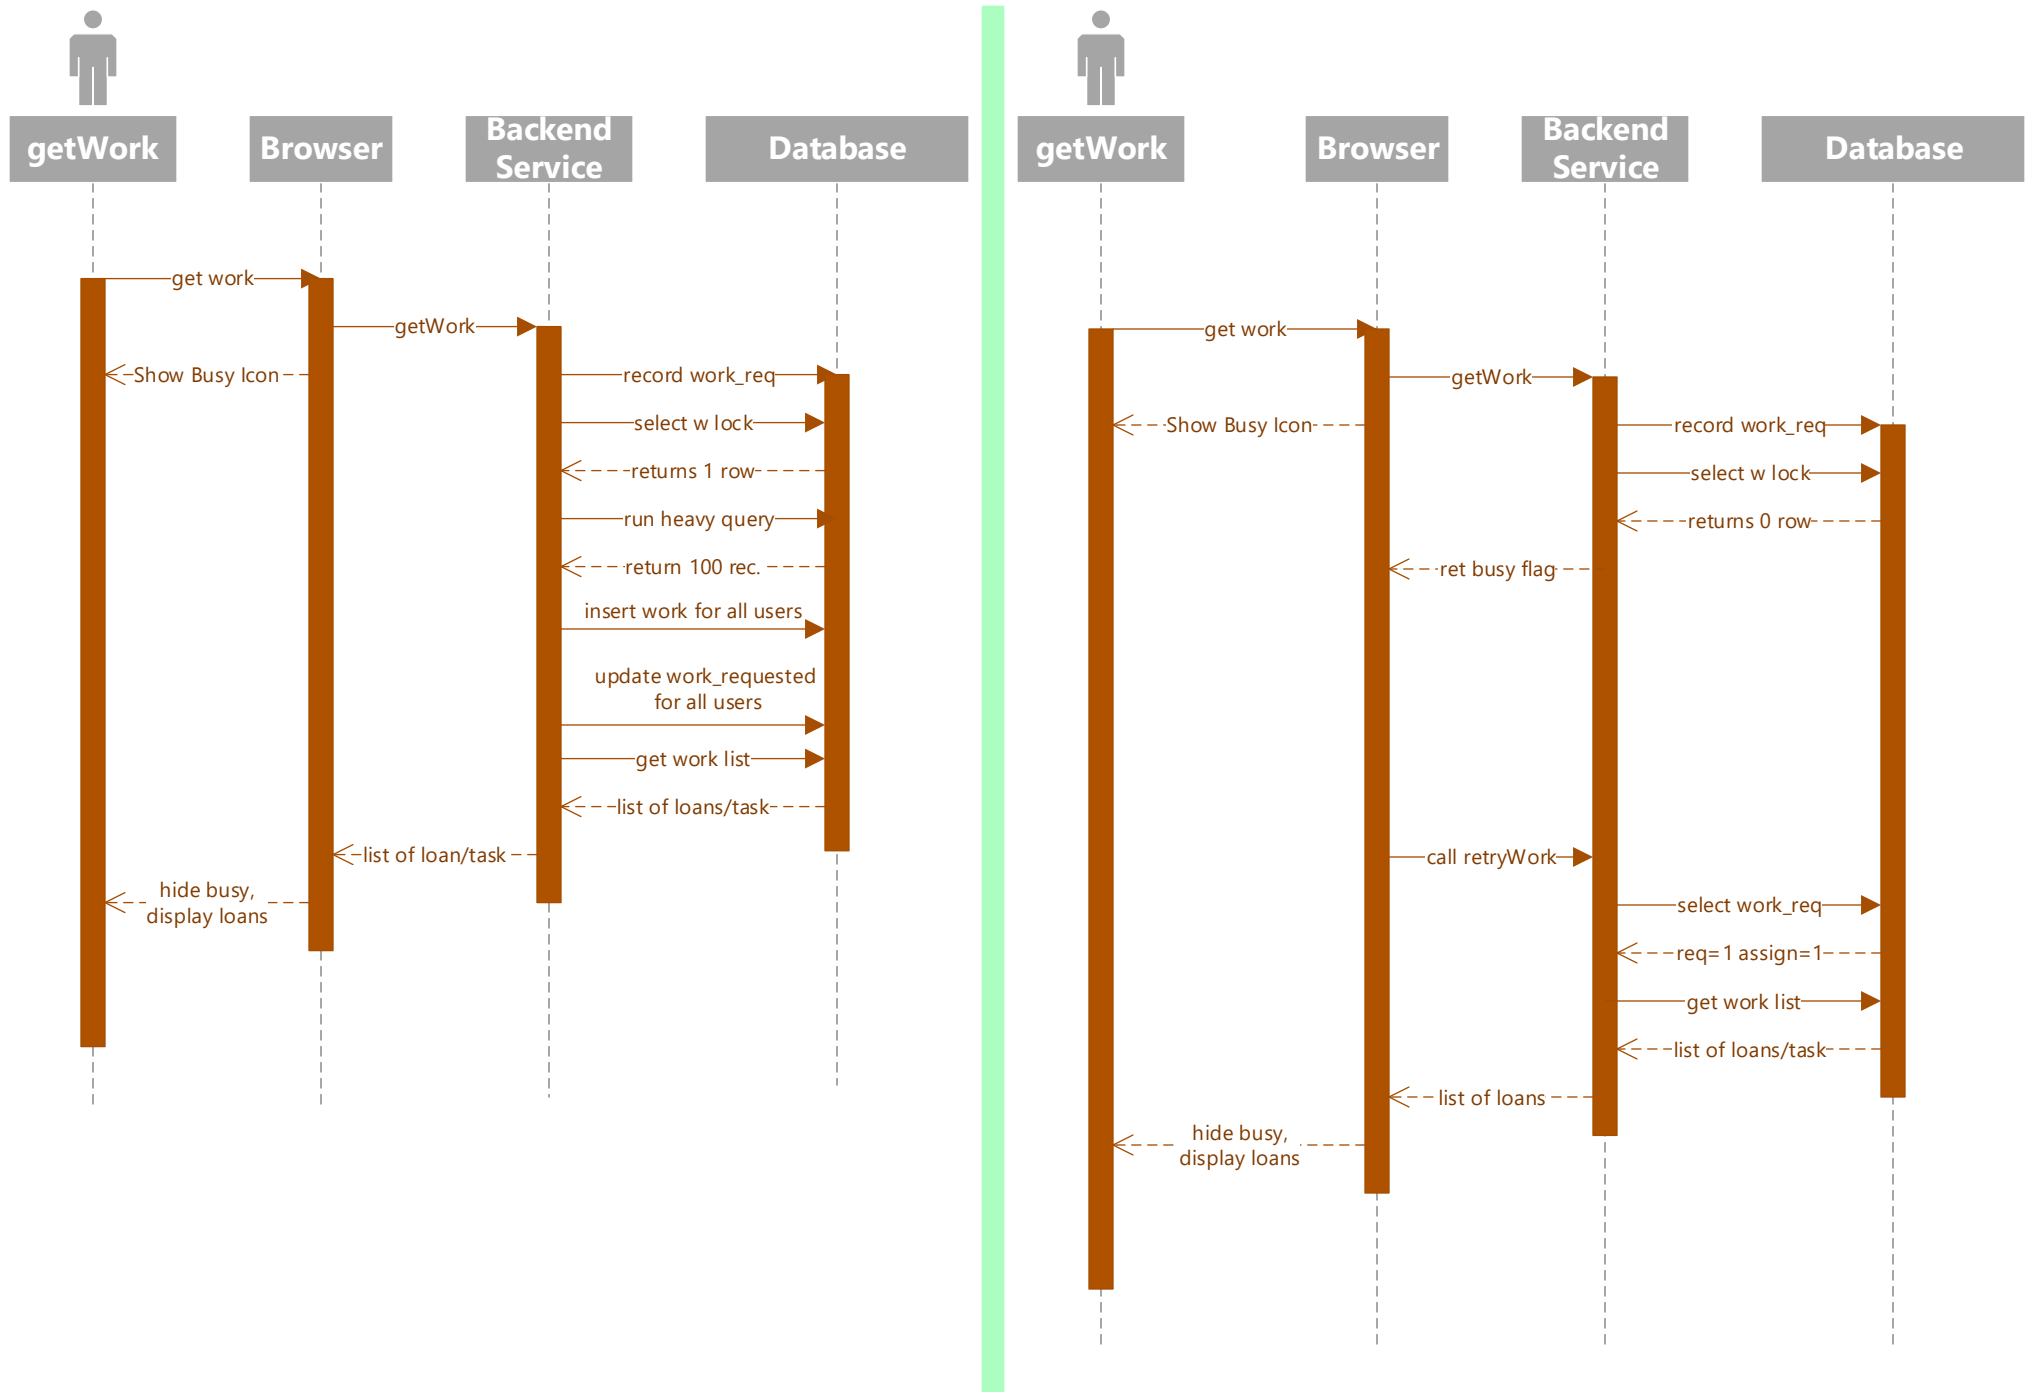 getWork
Browser
Backend
Service
Database
get work
getWork
Show Busy Icon
record work_req
select w lock
returns 1 row
run heavy query
return 100 rec.
insert work for all users
update work_requested
for all users
get work list
list of loans/task
list of loan/task
hide busy,
display loans
getWork
Browser
Backend
Service
Database
get work
getWork
Show Busy Icon
record work_req
select w lock
returns 0 row
ret busy flag
call retryWork
select work_req
req=1 assign=1
get work list
list of loans/task
list of loans
hide busy,
display loans